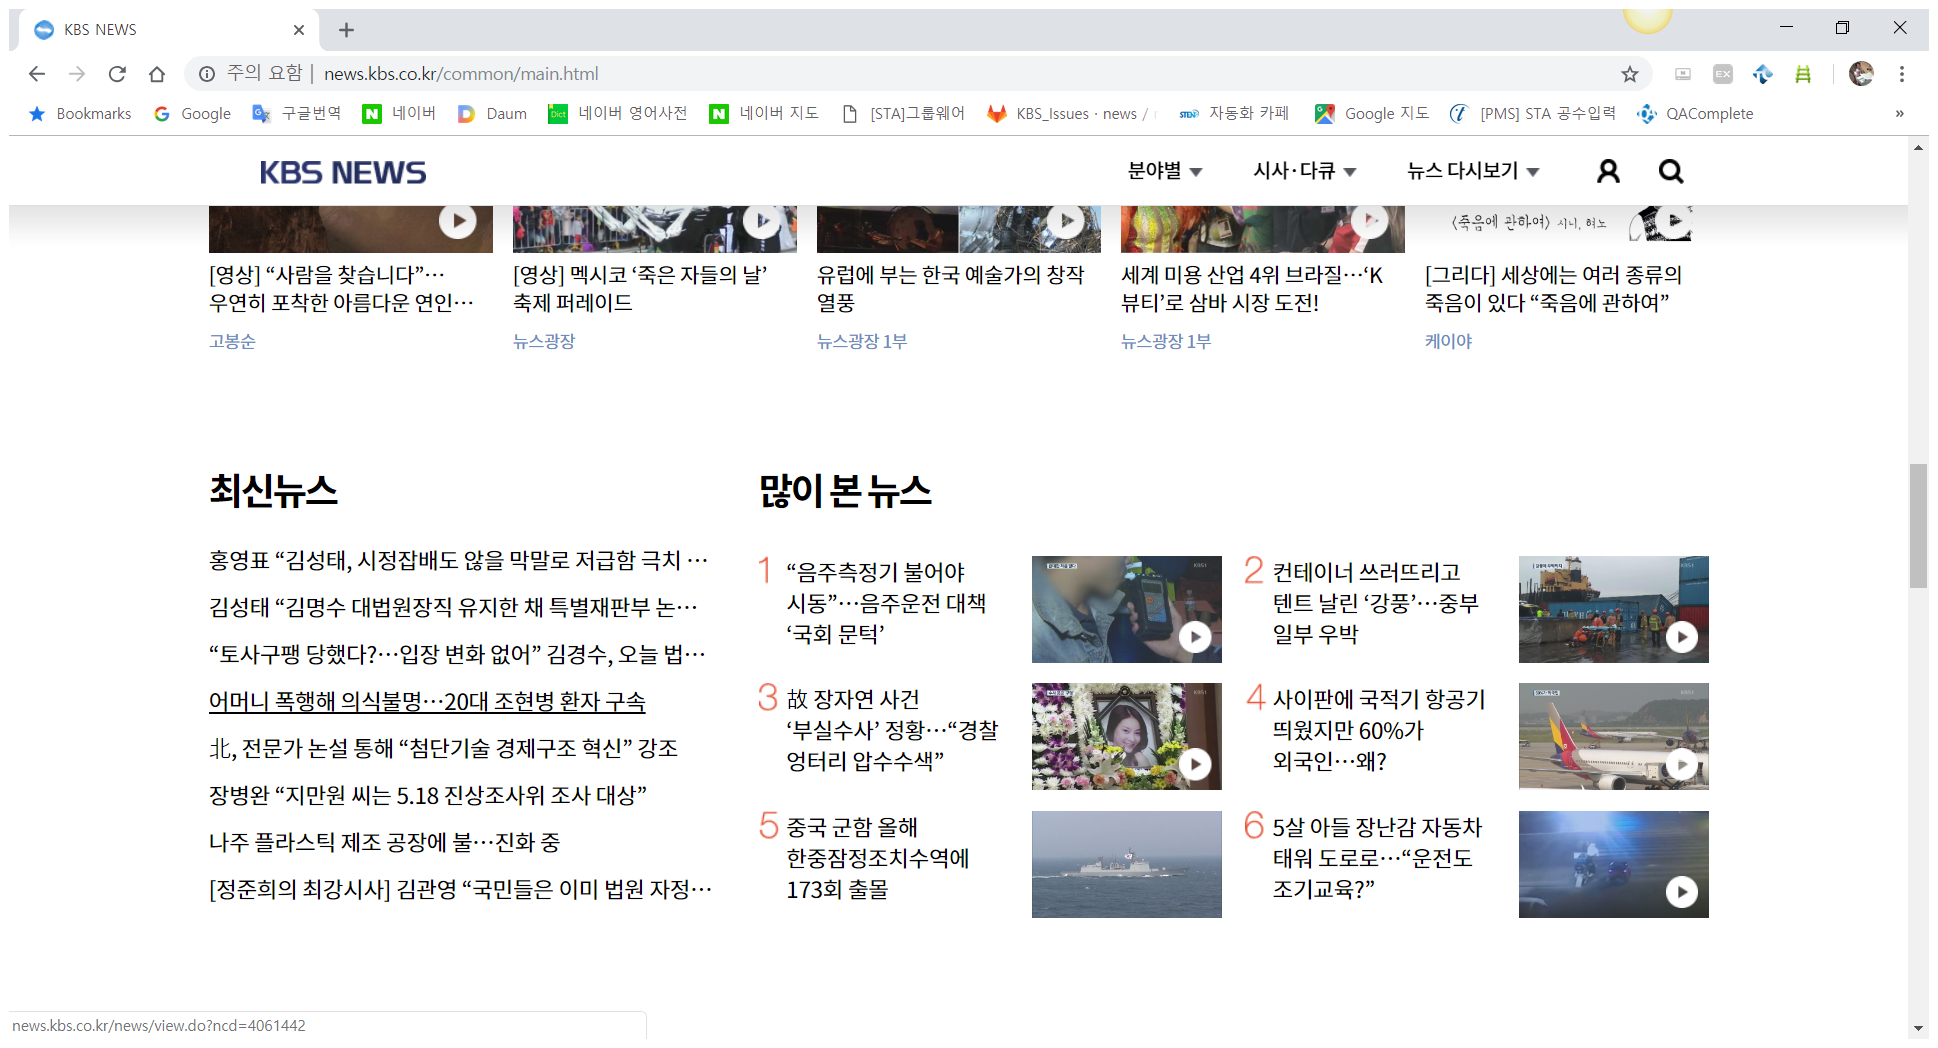 KBS NEWS
주의 요함 | news.kbs.co.kr/common/main.html
EX
Bookmarks Google 구글번역 네이버 Daum 네이버 영어사전 네이버 지도 [STA]그룹웨어 KBS_Issues · news / 자동화 카페 Google 지도 [PMS] STA 공수입력 QAComplete »
KBS NEWS 분야별 시사·다큐 뉴스 다시보기
〈죽음에 관하여〉 시니, 혀노
[영상] “사람을 찾습니다”…
우연히 포착한 아름다운 연인…
고봉순
[영상] 멕시코 ‘죽은 자들의 날’
축제 퍼레이드
뉴스광장
유럽에 부는 한국 예술가의 창작
열풍
뉴스광장 1부
세계 미용 산업 4위 브라질…‘K
뷰티’로 삼바 시장 도전!
뉴스광장 1부
[그리다] 세상에는 여러 종류의
죽음이 있다 “죽음에 관하여”
케이야
최신뉴스
홍영표 “김성태, 시정잡배도 않을 막말로 저급함 극치 …
김성태 “김명수 대법원장직 유지한 채 특별재판부 논…
“토사구팽 당했다?…입장 변화 없어” 김경수, 오늘 법…
어머니 폭행해 의식불명…20대 조현병 환자 구속
北, 전문가 논설 통해 “첨단기술 경제구조 혁신” 강조
장병완 “지만원 씨는 5.18 진상조사위 조사 대상”
나주 플라스틱 제조 공장에 불…진화 중
[정준희의 최강시사] 김관영 “국민들은 이미 법원 자정…
많이 본 뉴스
1 “음주측정기 불어야
시동”…음주운전 대책
‘국회 문턱’
2 컨테이너 쓰러뜨리고
텐트 날린 ‘강풍’…중부
일부 우박
3 故 장자연 사건
‘부실수사’ 정황…“경찰
엉터리 압수수색”
4 사이판에 국적기 항공기
띄웠지만 60%가
외국인…왜?
5 중국 군함 올해
한중잠정조치수역에
173회 출몰
6 5살 아들 장난감 자동차
태워 도로로…“운전도
조기교육?”
news.kbs.co.kr/news/view.do?ncd=4061442